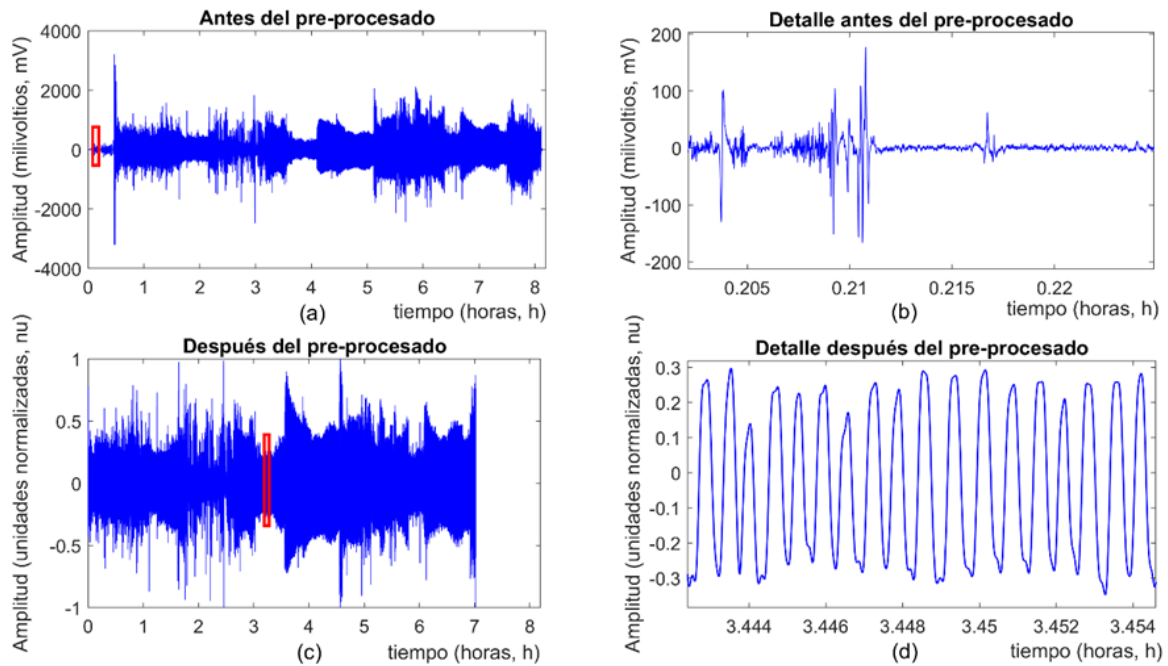 Antes del pre-procesado
Amplitud (milivoltios, mV)
4000
2000
0
-2000
-4000
0 1 2 3 4 5 6 7 8
(a) tiempo (horas, h)
Detalle antes del pre-procesado
Amplitud (milivoltios, mV)
200
100
0
-100
-200
0.205 0.21 0.215 0.22
(b) tiempo (horas, h)
Después del pre-procesado
Amplitud (unidades normalizadas, nu)
1
0.5
0
-0.5
-1
0 1 2 3 4 5 6 7 8
(c) tiempo (horas, h)
Detalle después del pre-procesado
Amplitud (unidades normalizadas, nu)
0.3
0.2
0.1
0
-0.1
-0.2
-0.3
3.444 3.446 3.448 3.45 3.452 3.454
(d) tiempo (horas, h)